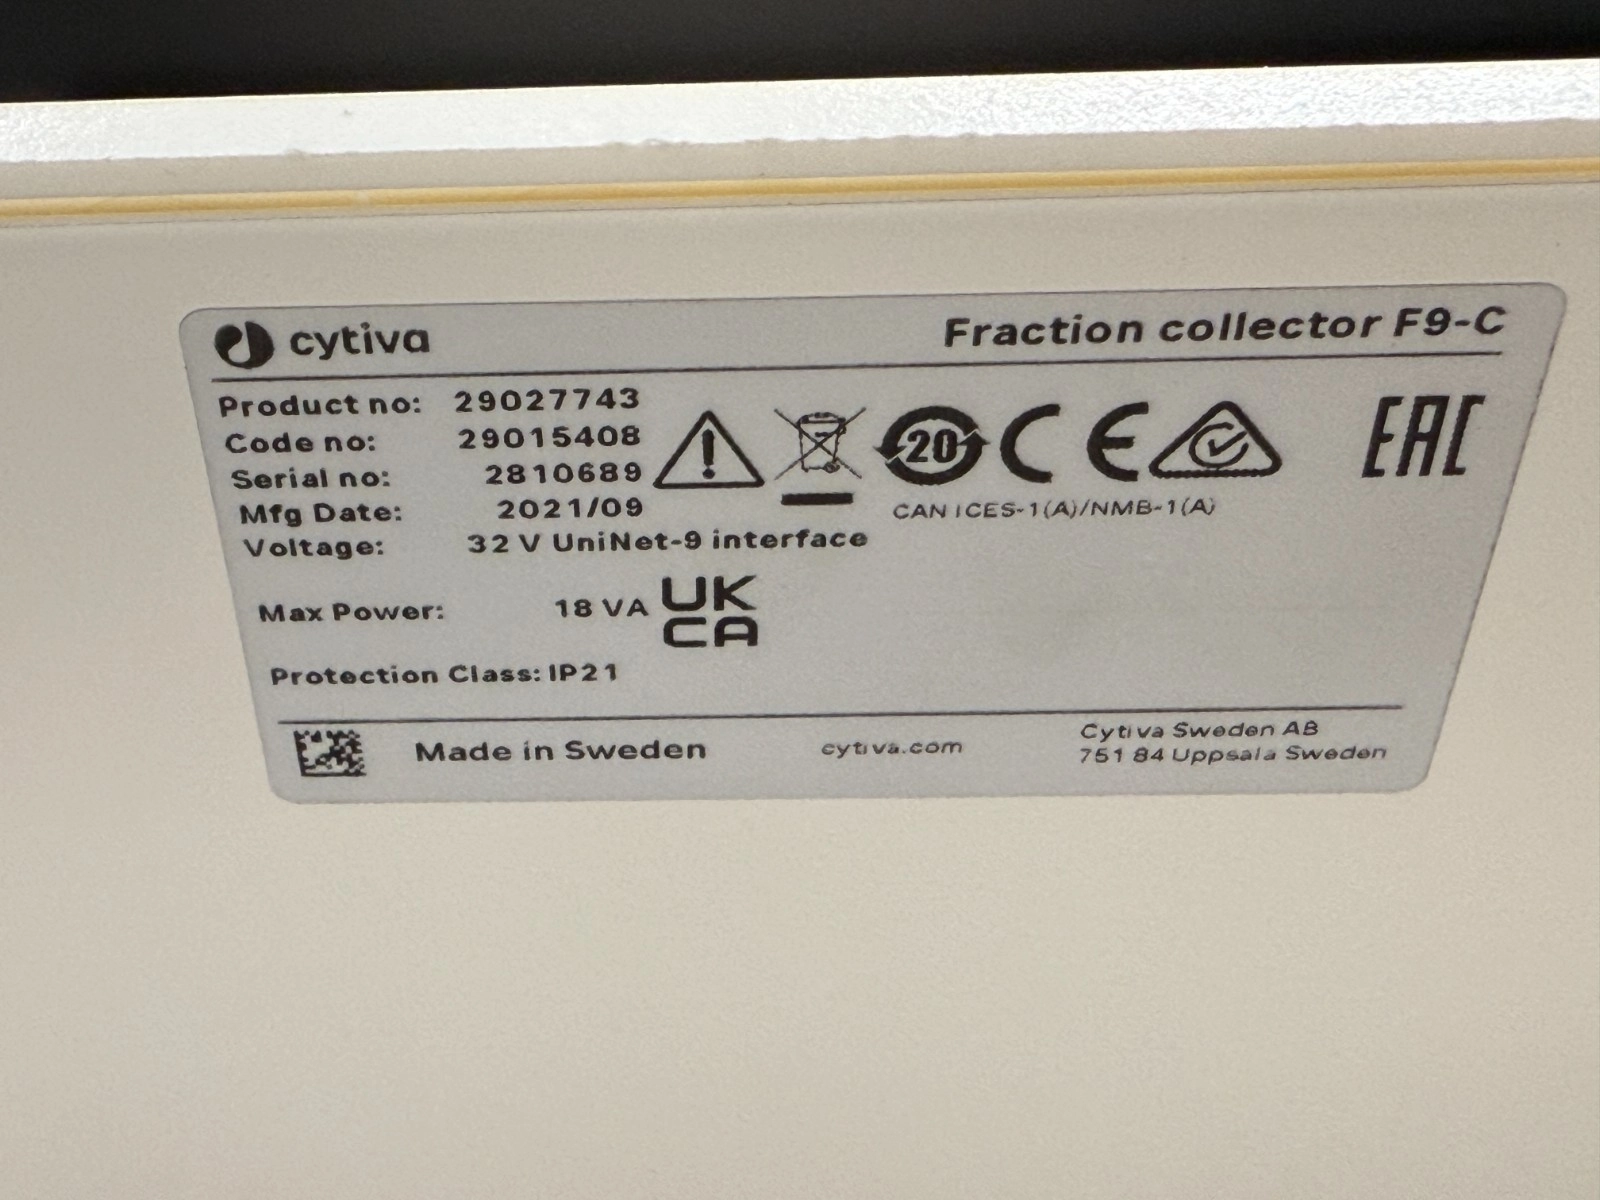 cytiva
Fraction collector F9-C
Product no: 29027743
Code no: 29015408
Serial no: 2810689
Mfg Date: 2021/09
Voltage: 32 V UniNet-9 interface
20
CE
EAC
CAN ICES-1(A)/NMB-1(A)
Max Power: 18 VA
UK
CA
Protection Class: IP21
Made in Sweden
cytiva.com
Cytiva Sweden AB
751 84 Uppsala Sweden